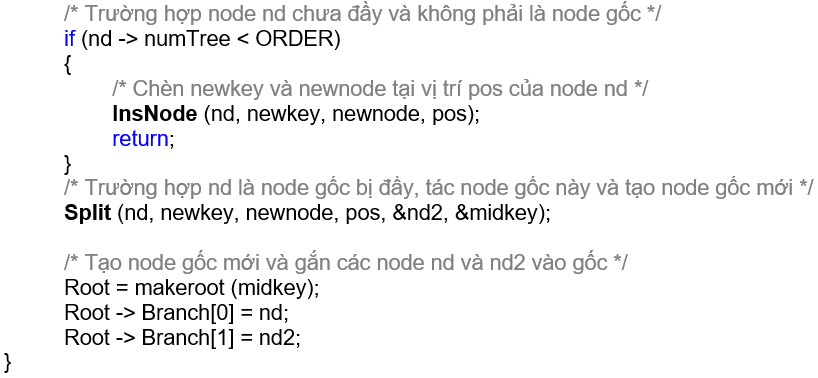 /* Trường hợp node nd chưa đầy và không phải là node gốc */
if (nd -> numTree < ORDER)
{
/* Chèn newkey và newnode tại vị trí pos của node nd */
InsNode (nd, newkey, newnode, pos);
return;
}
/* Trường hợp nd là node gốc bị đầy, tác node gốc này và tạo node gốc mới */
Split (nd, newkey, newnode, pos, &nd2, &midkey);
/* Tạo node gốc mới và gắn các node nd và nd2 vào gốc */
Root = makeroot (midkey);
Root -> Branch[0] = nd;
Root -> Branch[1] = nd2;
}